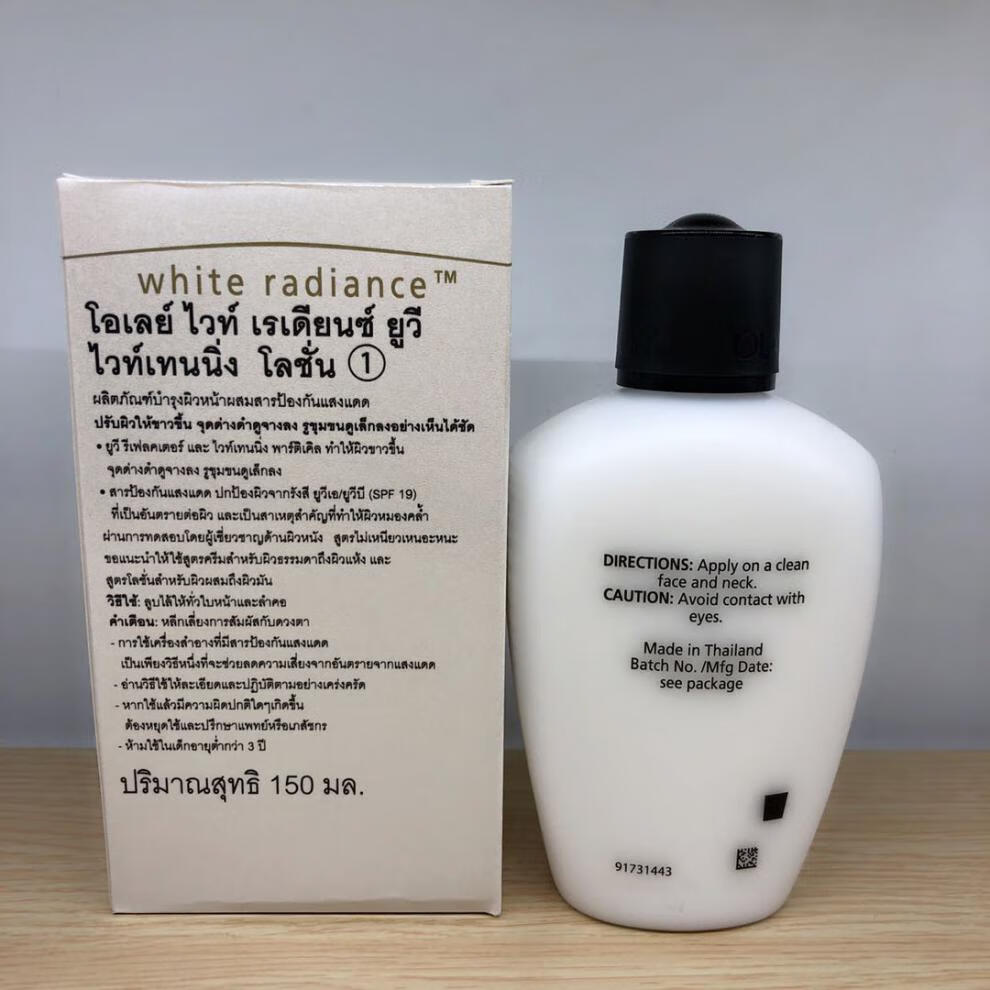 white radiance™
โอเลย์ ไวท์ เรเดียนซ์ ยูวี
ไวท์เทนนิ่ง โลชั่น ①
ผลิตภัณฑ์บำรุงผิวหน้าผสมสารป้องกันแสงแดด
ปรับผิวให้ขาวขึ้น จุดด่างดำดูจางลง รูขุมขนดูเล็กลงอย่างเห็นได้ชัด
• ยูวี รีเฟลคเตอร์ และ ไวท์เทนนิ่ง พาร์ติเคิล ทำให้ผิวขาวขึ้น
จุดด่างดำดูจางลง รูขุมขนดูเล็กลง
• สารป้องกันแสงแดด ปกป้องผิวจากรังสี ยูวีเอ/ยูวีบี (SPF 19)
ที่เป็นอันตรายต่อผิว และเป็นสาเหตุสำคัญที่ทำให้ผิวหมองคล้ำ
ผ่านการทดสอบโดยผู้เชี่ยวชาญด้านผิวหนัง สูตรไม่เหนียวเหนอะหนะ
ขอแนะนำให้ใช้สูตรครีมสำหรับผิวธรรมดาถึงผิวแห้ง และ
สูตรโลชั่นสำหรับผิวผสมถึงผิวมัน
วิธีใช้: ลูบไล้ให้ทั่วใบหน้าและลำคอ
คำเตือน: หลีกเลี่ยงการสัมผัสกับดวงตา
- การใช้เครื่องสำอางที่มีสารป้องกันแสงแดด
เป็นเพียงวิธีหนึ่งที่จะช่วยลดความเสี่ยงจากอันตรายจากแสงแดด
- อ่านวิธีใช้ให้ละเอียดและปฏิบัติตามอย่างเคร่งครัด
- หากใช้แล้วมีความผิดปกติใดๆเกิดขึ้น
ต้องหยุดใช้และปรึกษาแพทย์หรือเภสัชกร
- ห้ามใช้ในเด็กอายุต่ำกว่า 3 ปี
ปริมาณสุทธิ 150 มล.
DIRECTIONS: Apply on a clean
face and neck.
CAUTION: Avoid contact with
eyes.
Made in Thailand
Batch No. /Mfg Date:
see package
91731443